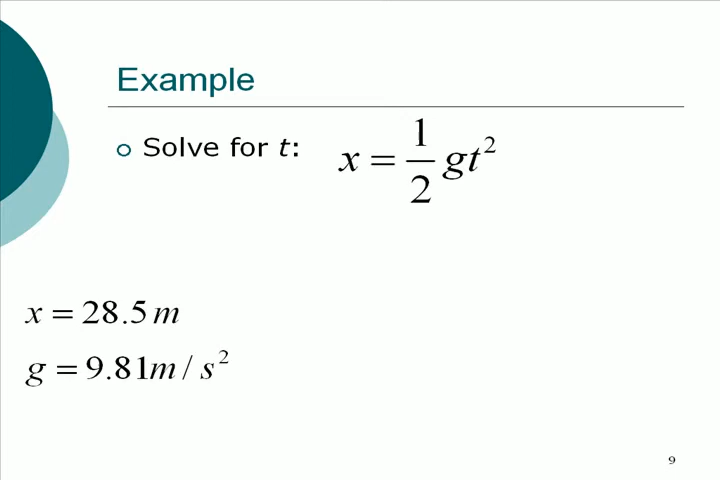 Example
Solve for t: x = 1/2 gt²
x = 28.5 m
g = 9.81m / s²
9